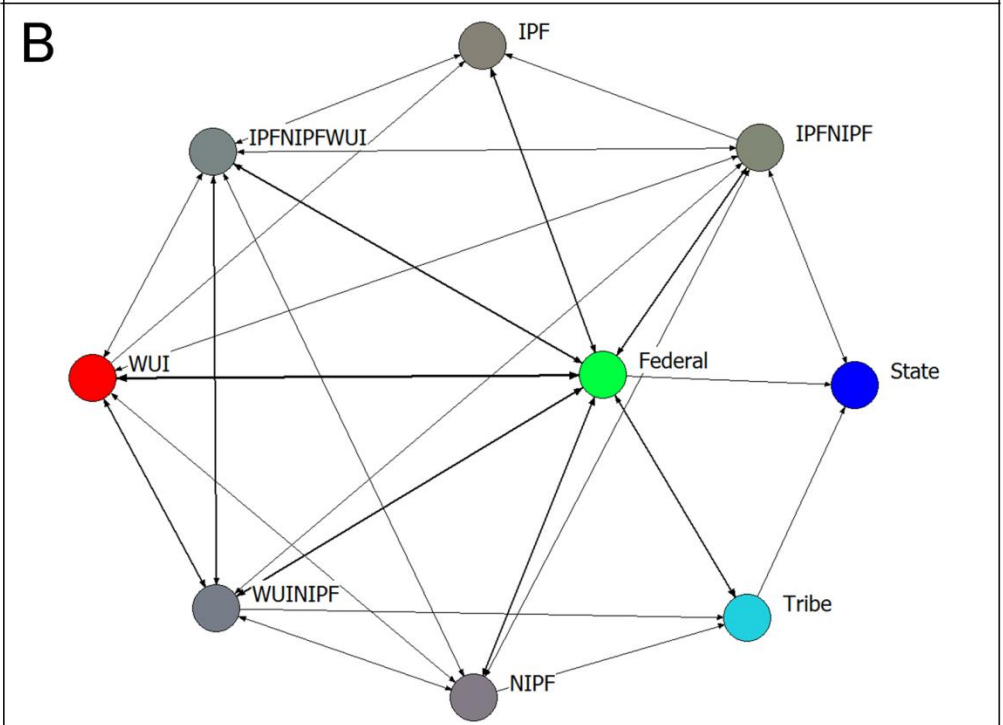 B
IPF
IPFNIPFWUI
IPFNIPF
WUI
Federal
State
WUINIPF
Tribe
NIPF